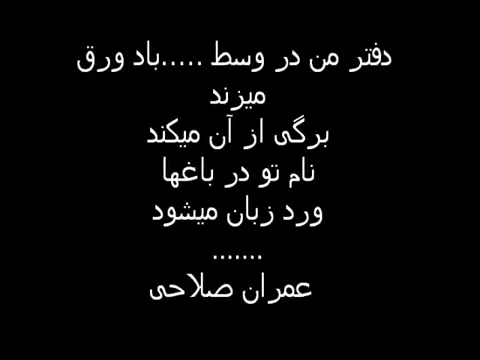 دفتر من در وسط .....باد ورق
میزند
برگی از آن میکند
نام تو در باغها
ورد زبان میشود
.......
عمران صلاحی